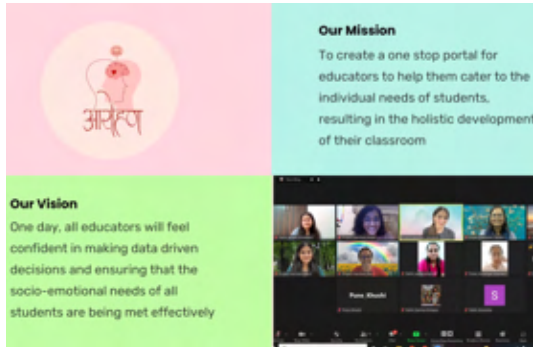 आरोहण
Our Mission
To create a one stop portal for
educators to help them cater to the
individual needs of students,
resulting in the holistic development
of their classroom
Our Vision
One day, all educators will feel
confident in making data driven
decisions and ensuring that the
socio-emotional needs of all
students are being met effectively
S